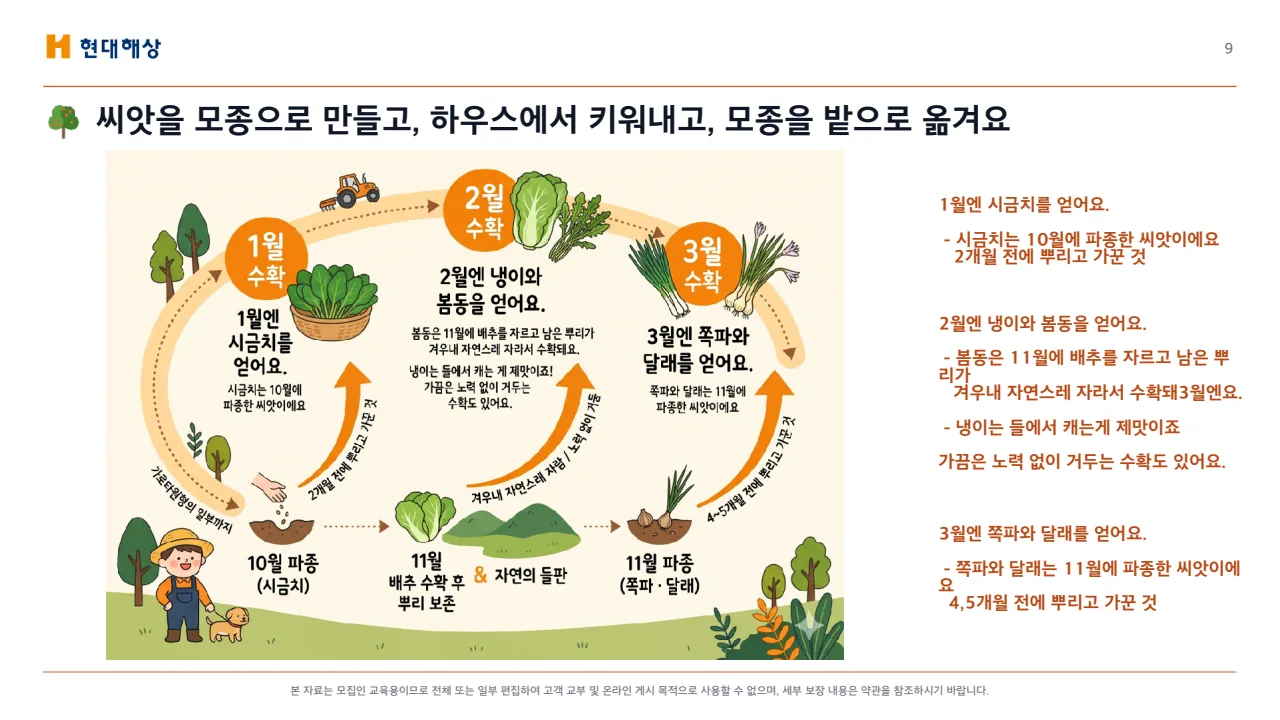 현대해상
9
씨앗을 모종으로 만들고, 하우스에서 키워내고, 모종을 밭으로 옮겨요
1월
수확
1월엔
시금치를
얻어요.
시금치는 10월에
파종한 씨앗이에요
2월
수확
2월엔 냉이와
봄동을 얻어요.
봄동은 11월에 배추를 자르고 남은 뿌리가
겨우내 자연스레 자라서 수확돼요.
냉이는 들에서 캐는 게 제맛이죠!
가끔은 노력 없이 거두는
수확도 있어요.
3월
수확
3월엔 쪽파와
달래를 얻어요.
쪽파와 달래는 11월에
파종한 씨앗이에요
가로타원형의 일부까지
2개월 전에 뿌리고 가꾼 것
겨우내 자연스레 자람 / 노력 없이 거둠
4~5개월 전에 뿌리고 가꾼 것
10월 파종
(시금치)
11월
배추 수확 후
뿌리 보존
& 자연의 들판
11월 파종
(쪽파 · 달래)
1월엔 시금치를 얻어요.
- 시금치는 10월에 파종한 씨앗이에요
2개월 전에 뿌리고 가꾼 것
2월엔 냉이와 봄동을 얻어요.
- 봄동은 11월에 배추를 자르고 남은 뿌
리가
겨우내 자연스레 자라서 수확돼3월엔요.
- 냉이는 들에서 캐는게 제맛이죠
가끔은 노력 없이 거두는 수확도 있어요.
3월엔 쪽파와 달래를 얻어요.
- 쪽파와 달래는 11월에 파종한 씨앗이에
요
4,5개월 전에 뿌리고 가꾼 것
본 자료는 모집인 교육용이므로 전체 또는 일부 편집하여 고객 교부 및 온라인 게시 목적으로 사용할 수 없으며, 세부 보장 내용은 약관을 참조하시기 바랍니다.